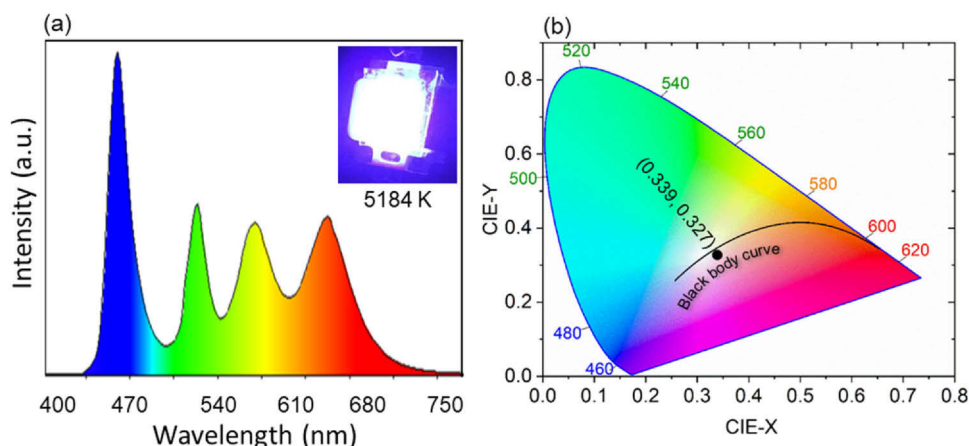 (a)
5184 K
Intensity (a.u.)
400 470 540 610 680 750
Wavelength (nm)
(b)
520
540
560
500
580
600
620
480
460
(0.339, 0.327)
Black body curve
CIE-Y
0.8
0.6
0.4
0.2
0.0
0.0 0.1 0.2 0.3 0.4 0.5 0.6 0.7 0.8
CIE-X